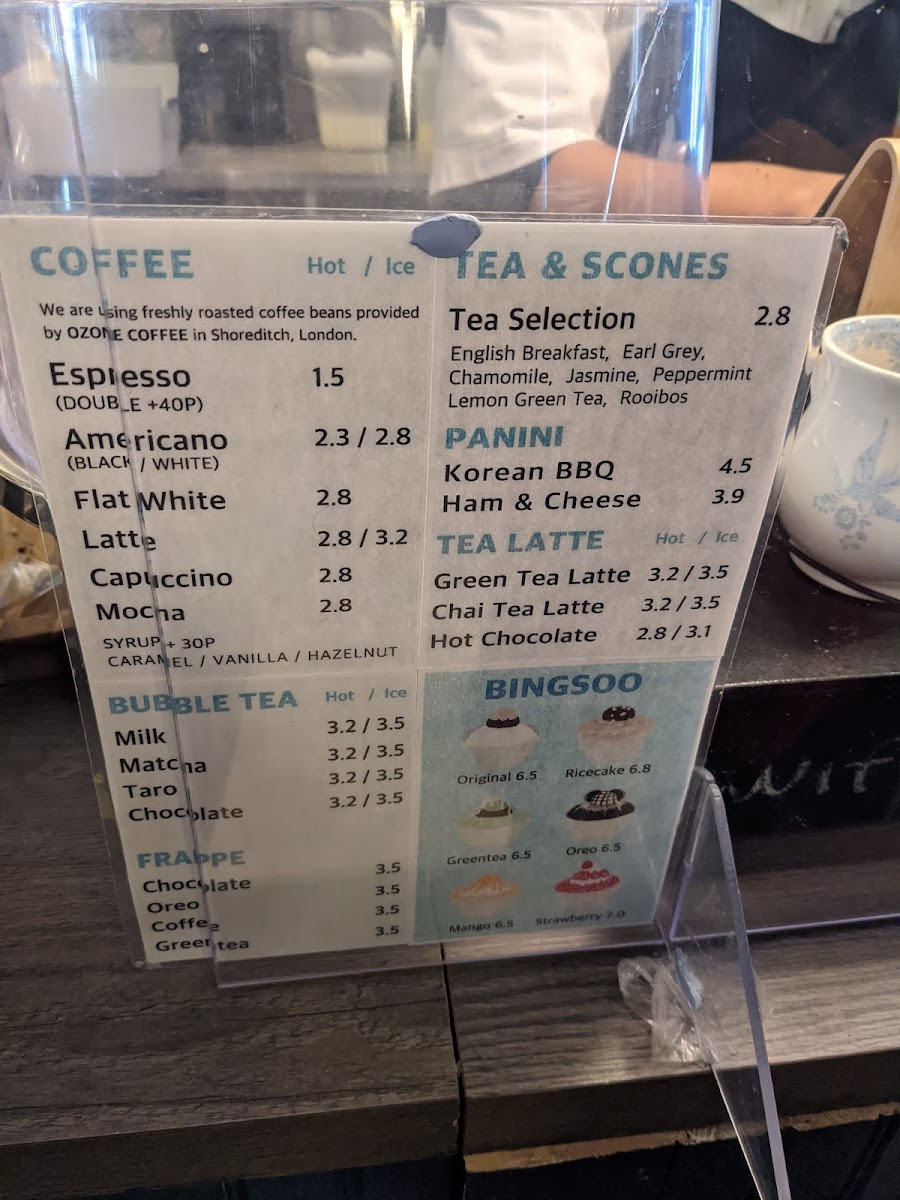 COFFEE Hot / Ice
We are using freshly roasted coffee beans provided
by OZONE COFFEE in Shoreditch, London.
Espresso 1.5
(DOUBLE +40P)
Americano 2.3 / 2.8
(BLACK / WHITE)
Flat White 2.8
Latte 2.8 / 3.2
Capuccino 2.8
Mocha 2.8
SYRUP + 30P
CARAMEL / VANILLA / HAZELNUT
BUBBLE TEA Hot / Ice
Milk 3.2 / 3.5
Matcha 3.2 / 3.5
Taro 3.2 / 3.5
Chocolate 3.2 / 3.5
FRAPPE
Chocolate 3.5
Oreo 3.5
Coffee 3.5
Greentea 3.5
TEA & SCONES
Tea Selection 2.8
English Breakfast, Earl Grey,
Chamomile, Jasmine, Peppermint
Lemon Green Tea, Rooibos
PANINI
Korean BBQ 4.5
Ham & Cheese 3.9
TEA LATTE Hot / Ice
Green Tea Latte 3.2 / 3.5
Chai Tea Latte 3.2 / 3.5
Hot Chocolate 2.8 / 3.1
BINGSOO
Original 6.5 Ricecake 6.8
Greentea 6.5 Oreo 6.5
Mango 6.5 Strawberry 7.0